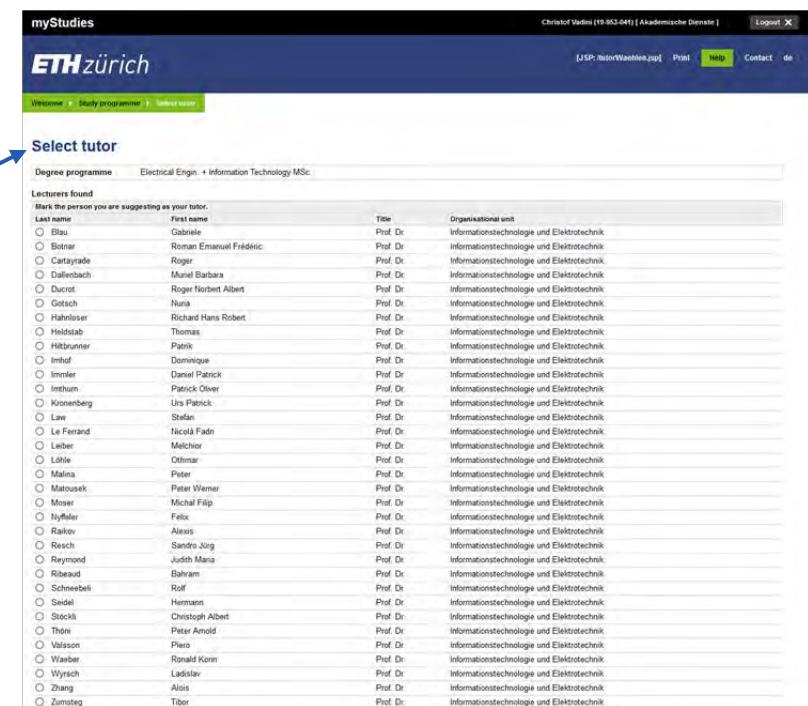 myStudies Christof Vadini (19-953-041) [ Akademische Dienste ] Logout X
ETH zürich [JSP: /tutorWaehlen.jsp] Print Help Contact de
Welcome Study programme Select tutor
Select tutor
Degree programme Electrical Engin. + Information Technology MSc
Lecturers found
Mark the person you are suggesting as your tutor.
Last name First name Title Organisational unit
Blau Gabriele Prof. Dr. Informationstechnologie und Elektrotechnik
Botnar Roman Emanuel Frédéric Prof. Dr. Informationstechnologie und Elektrotechnik
Cartayrade Roger Prof. Dr. Informationstechnologie und Elektrotechnik
Dallenbach Muriel Barbara Prof. Dr. Informationstechnologie und Elektrotechnik
Ducrot Roger Norbert Albert Prof. Dr. Informationstechnologie und Elektrotechnik
Gotsch Nuria Prof. Dr. Informationstechnologie und Elektrotechnik
Hahnloser Richard Hans Robert Prof. Dr. Informationstechnologie und Elektrotechnik
Heldstab Thomas Prof. Dr. Informationstechnologie und Elektrotechnik
Hiltbrunner Patrik Prof. Dr. Informationstechnologie und Elektrotechnik
Imhof Dominique Prof. Dr. Informationstechnologie und Elektrotechnik
Immler Daniel Patrick Prof. Dr. Informationstechnologie und Elektrotechnik
Imthurn Patrick Oliver Prof. Dr. Informationstechnologie und Elektrotechnik
Kronenberg Urs Patrick Prof. Dr. Informationstechnologie und Elektrotechnik
Law Stefan Prof. Dr. Informationstechnologie und Elektrotechnik
Le Ferrand Nicolà Prof. Dr. Informationstechnologie und Elektrotechnik
Leiber Melchior Prof. Dr. Informationstechnologie und Elektrotechnik
Löhle Othmar Prof. Dr. Informationstechnologie und Elektrotechnik
Malina Peter Prof. Dr. Informationstechnologie und Elektrotechnik
Matousek Peter Werner Prof. Dr. Informationstechnologie und Elektrotechnik
Moser Michal Filip Prof. Dr. Informationstechnologie und Elektrotechnik
Nyffeler Felix Prof. Dr. Informationstechnologie und Elektrotechnik
Raikov Alexis Prof. Dr. Informationstechnologie und Elektrotechnik
Resch Sandro Jürg Prof. Dr. Informationstechnologie und Elektrotechnik
Reymond Judith Maria Prof. Dr. Informationstechnologie und Elektrotechnik
Ribeaud Bahram Prof. Dr. Informationstechnologie und Elektrotechnik
Schneebeli Rolf Prof. Dr. Informationstechnologie und Elektrotechnik
Seidel Hermann Prof. Dr. Informationstechnologie und Elektrotechnik
Stöckli Christoph Albert Prof. Dr. Informationstechnologie und Elektrotechnik
Thöni Peter Arnold Prof. Dr. Informationstechnologie und Elektrotechnik
Valsson Piero Prof. Dr. Informationstechnologie und Elektrotechnik
Waeber Ronald Prof. Dr. Informationstechnologie und Elektrotechnik
Wyrsch Ladislav Prof. Dr. Informationstechnologie und Elektrotechnik
Zhang Alois Prof. Dr. Informationstechnologie und Elektrotechnik
Zumsteg Tibor Prof. Dr. Informationstechnologie und Elektrotechnik